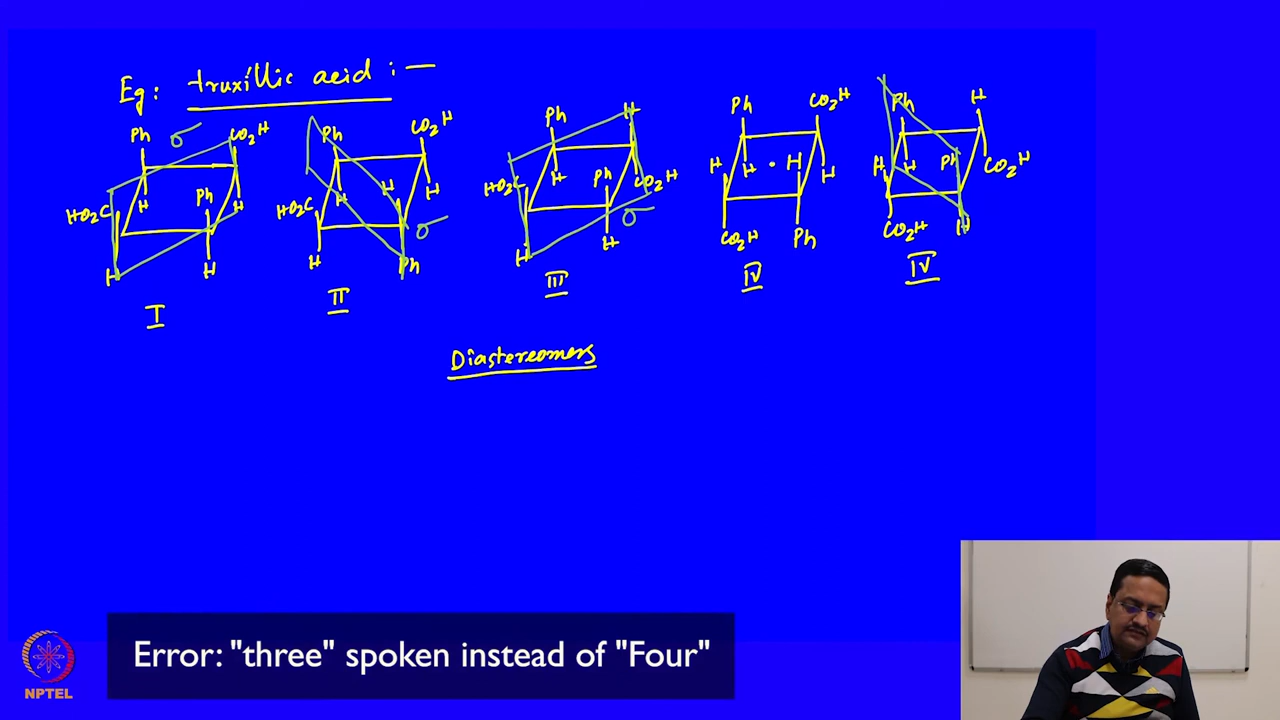 Eg: truxillic acid : —
Ph σ CO2H Ph CO2H Ph H Ph CO2H Ph H
HO2C H Ph H HO2C H H H σ HO2C H Ph CO2H σ H H H H H H Ph CO2H
H H H Ph H H CO2H Ph CO2H H
I II III IV IV
Diastereomers
Error: "three" spoken instead of "Four"
NPTEL